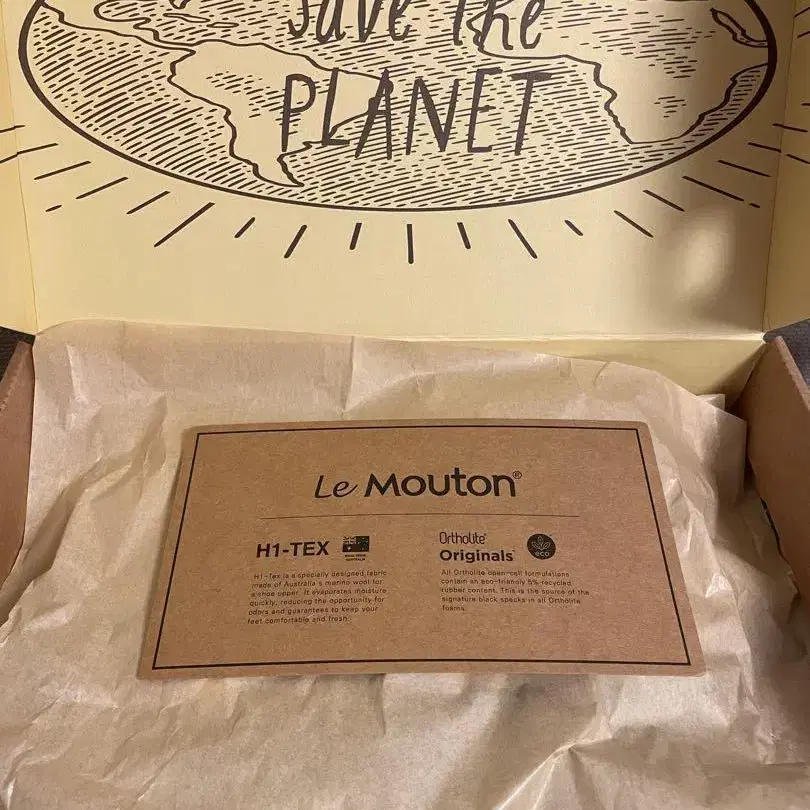 Save The
PLANET
Le Mouton®
H1-TEX
H1-Tex is a specially designed fabric
made of Australia's merino wool for
a shoe upper. It evaporates moisture
quickly, reducing the opportunity for
odors and guarantees to keep your
feet comfortable and fresh.
Ortholite®
Originals
eco
All Ortholite open-cell formulations
contain an eco-friendly 5% recycled
rubber content. This is the source of the
signature black specks in all Ortholite
foams.